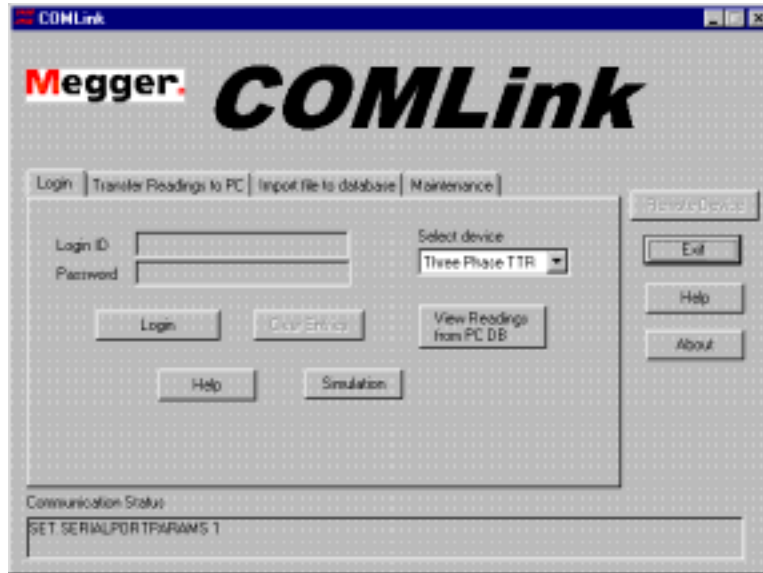 COMLink
Megger.
COMLink
Login
Transfer Readings to PC
Import file to database
Maintenance
Remote Device
Login ID
Select device
Three Phase TTR
Password
Exit
Login
Clear Entries
View Readings
from PC DB
Help
About
Help
Simulation
Communication Status
SET SERIALPORTPARAMS 1